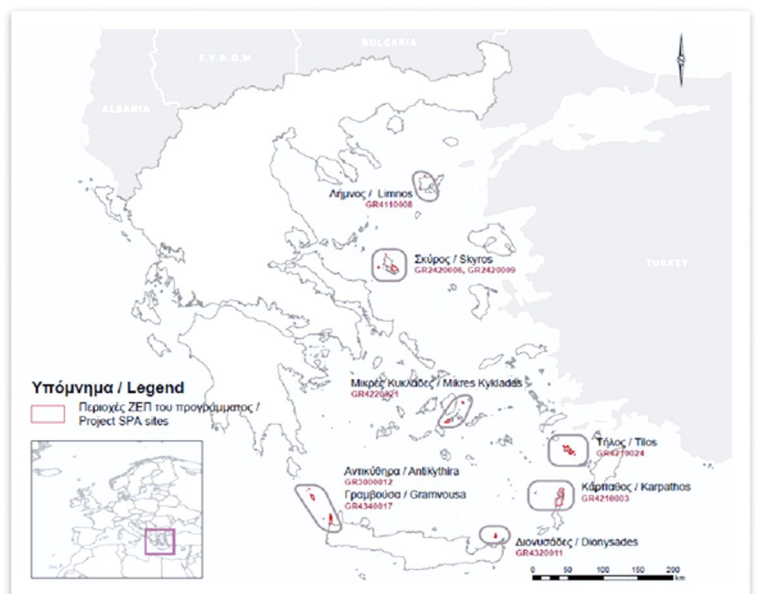 BULGARIA
F.Y.R.O.M
ALBANIA
Λήμνος / Limnos
GR4110006
Σκύρος / Skyros
GR2420006, GR2420009
TURKEY
Υπόμνημα / Legend
Περιοχές ΖΕΠ του προγράμματος /
Project SPA sites
Μικρές Κυκλάδες / Mikres Kyklades
GR4220021
Τήλος / Tilos
GR4210024
Αντικύθηρα / Antikythira
GR3000012
Γραμβούσα / Gramvousa
GR4340017
Κάρπαθος / Karpathos
GR4210003
Διονυσάδες / Dionysades
GR4320011
0 50 100 150 200
km